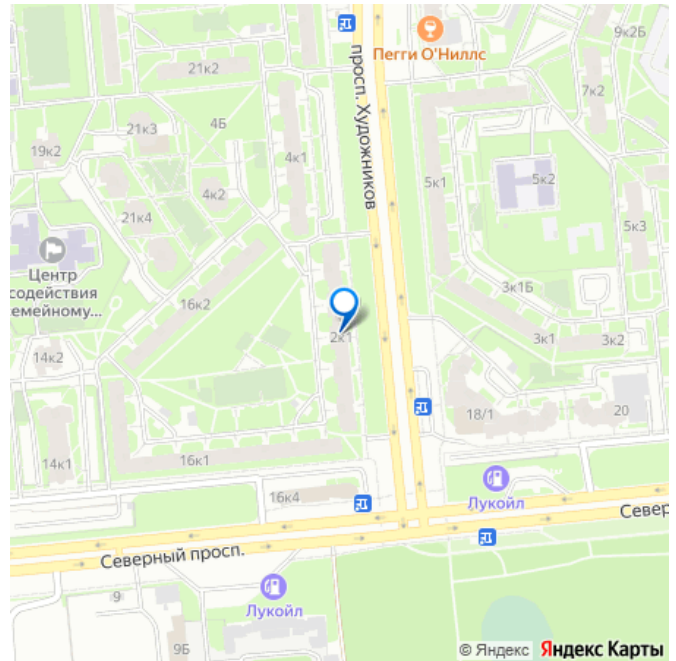 9к2Б
Пегги О'Ниллс
21к2
7к2
просп. Художников
4Б
21к3
4к1
19к2
5к1
5к2
4к2
21к4
5к3
Центр
содействия
семейному...
3к1Б
16к2
2к1
3к1
3к2
14к2
18/1
20
14к1
16к1
16к4
Лукойл
Север
Северный просп.
9
Лукойл
9Б
© Яндекс Яндекс Карты